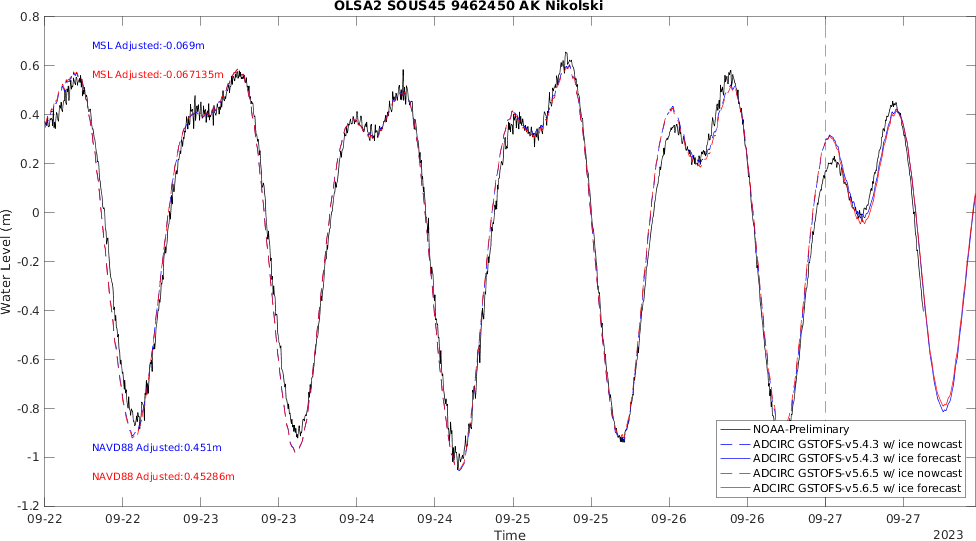 OLSA2 SOUS45 9462450 AK Nikolski
MSL Adjusted:-0.069m
MSL Adjusted:-0.067135m
NAVD88 Adjusted:0.451m
NAVD88 Adjusted:0.45286m
Water Level (m)
0.8
0.6
0.4
0.2
0
-0.2
-0.4
-0.6
-0.8
-1
-1.2
NOAA-Preliminary
ADCIRC GSTOFS-v5.4.3 w/ ice nowcast
ADCIRC GSTOFS-v5.4.3 w/ ice forecast
ADCIRC GSTOFS-v5.6.5 w/ ice nowcast
ADCIRC GSTOFS-v5.6.5 w/ ice forecast
09-22 09-22 09-23 09-23 09-24 09-24 09-25 09-25 09-26 09-26 09-27 09-27
Time
2023